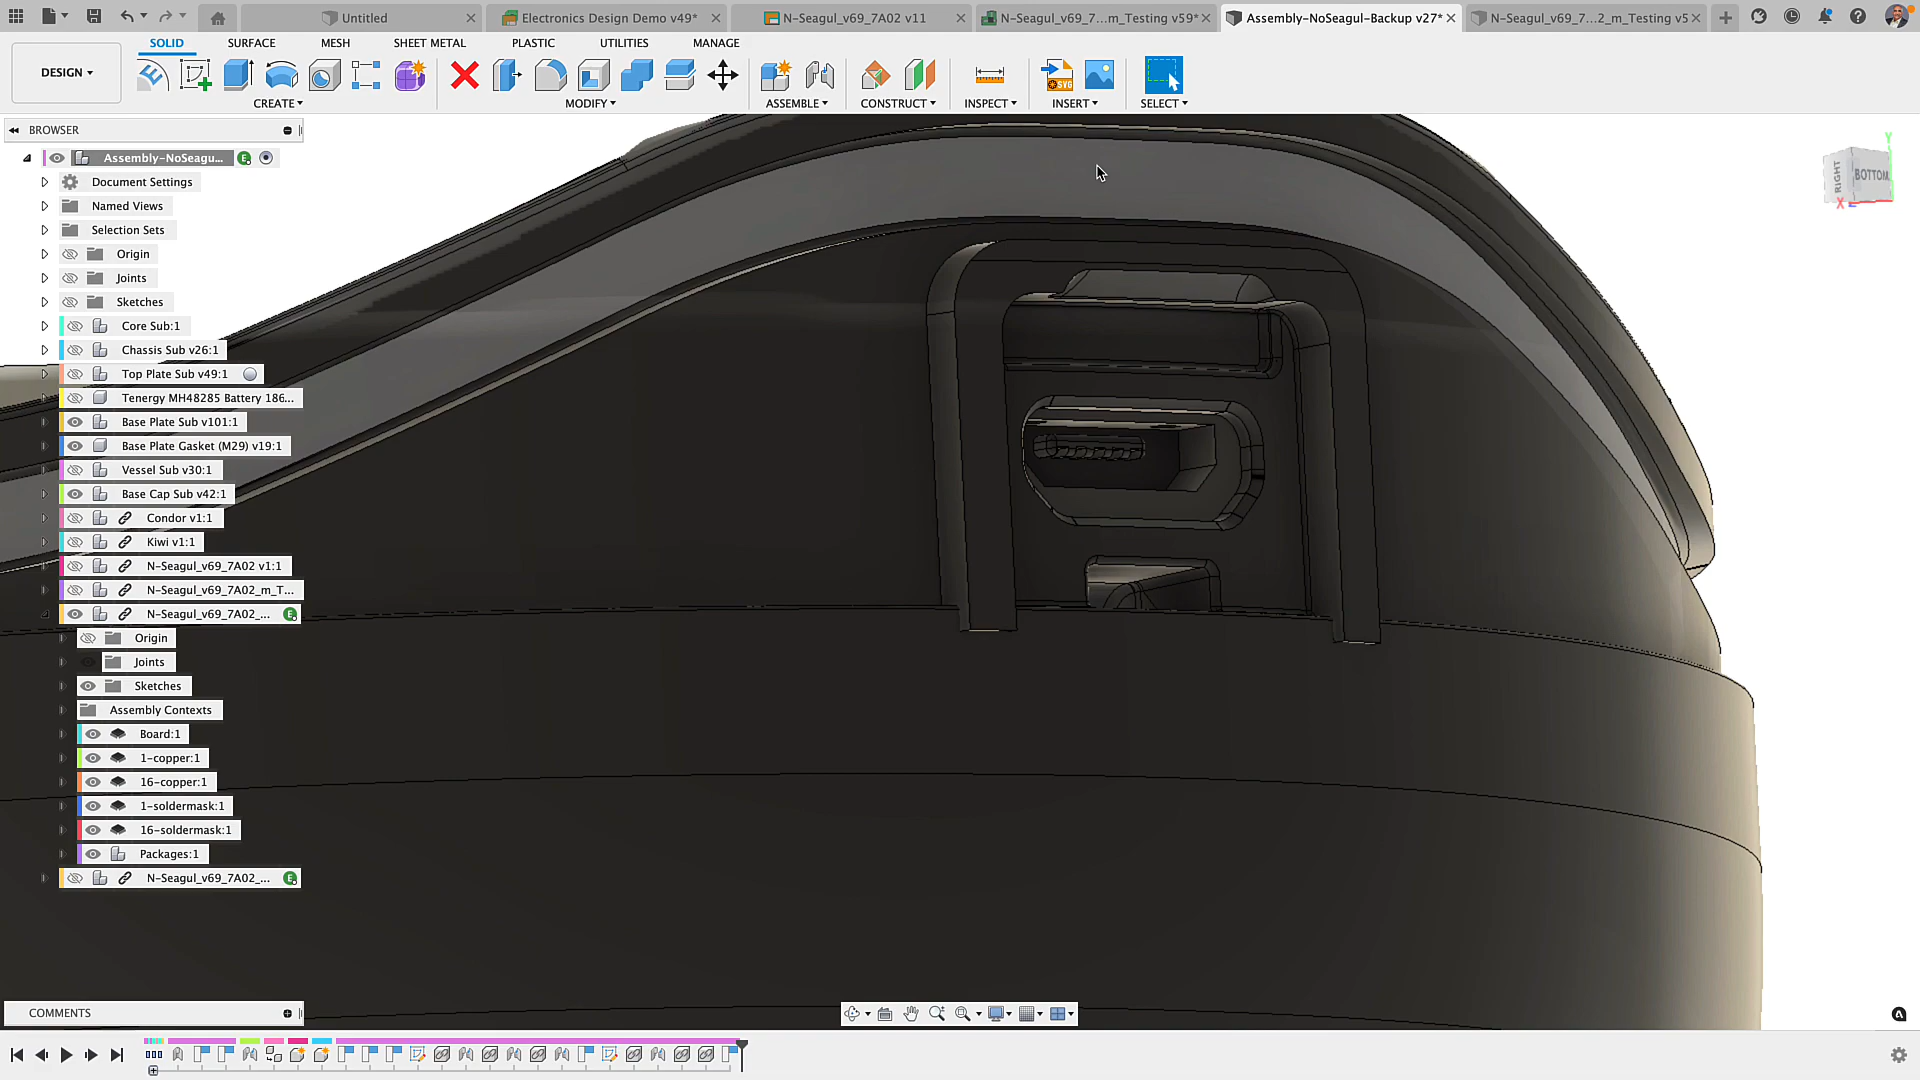 Untitled
Electronics Design Demo v49*
N-Seagul_v69_7A02 v11
N-Seagul_v69_7...m_Testing v59*
Assembly-NoSeagul-Backup v27*
N-Seagul_v69_7...2_m_Testing v5
SOLID
SURFACE
MESH
SHEET METAL
PLASTIC
UTILITIES
MANAGE
DESIGN
SVG
CREATE
MODIFY
ASSEMBLE
CONSTRUCT
INSPECT
INSERT
SELECT
BROWSER
Assembly-NoSeagu...
Document Settings
Named Views
Selection Sets
Origin
Joints
Sketches
Core Sub:1
Chassis Sub v26:1
Top Plate Sub v49:1
Tenergy MH48285 Battery 186...
Base Plate Sub v101:1
Base Plate Gasket (M29) v19:1
Vessel Sub v30:1
Base Cap Sub v42:1
Condor v1:1
Kiwi v1:1
N-Seagul_v69_7A02 v1:1
N-Seagul_v69_7A02_m_T...
N-Seagul_v69_7A02_...
Origin
Joints
Sketches
Assembly Contexts
Board:1
1-copper:1
16-copper:1
1-soldermask:1
16-soldermask:1
Packages:1
N-Seagul_v69_7A02_...
Y
RIGHT
BOTTOM
X
Z
COMMENTS